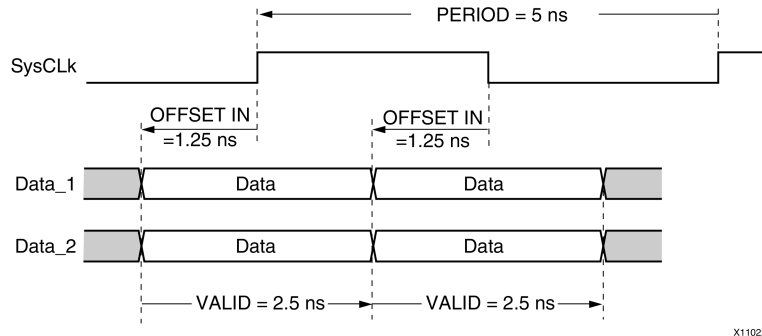 PERIOD = 5 ns
SysCLk
OFFSET IN
=1.25 ns
OFFSET IN
=1.25 ns
Data_1
Data
Data
Data_2
Data
Data
VALID = 2.5 ns
VALID = 2.5 ns